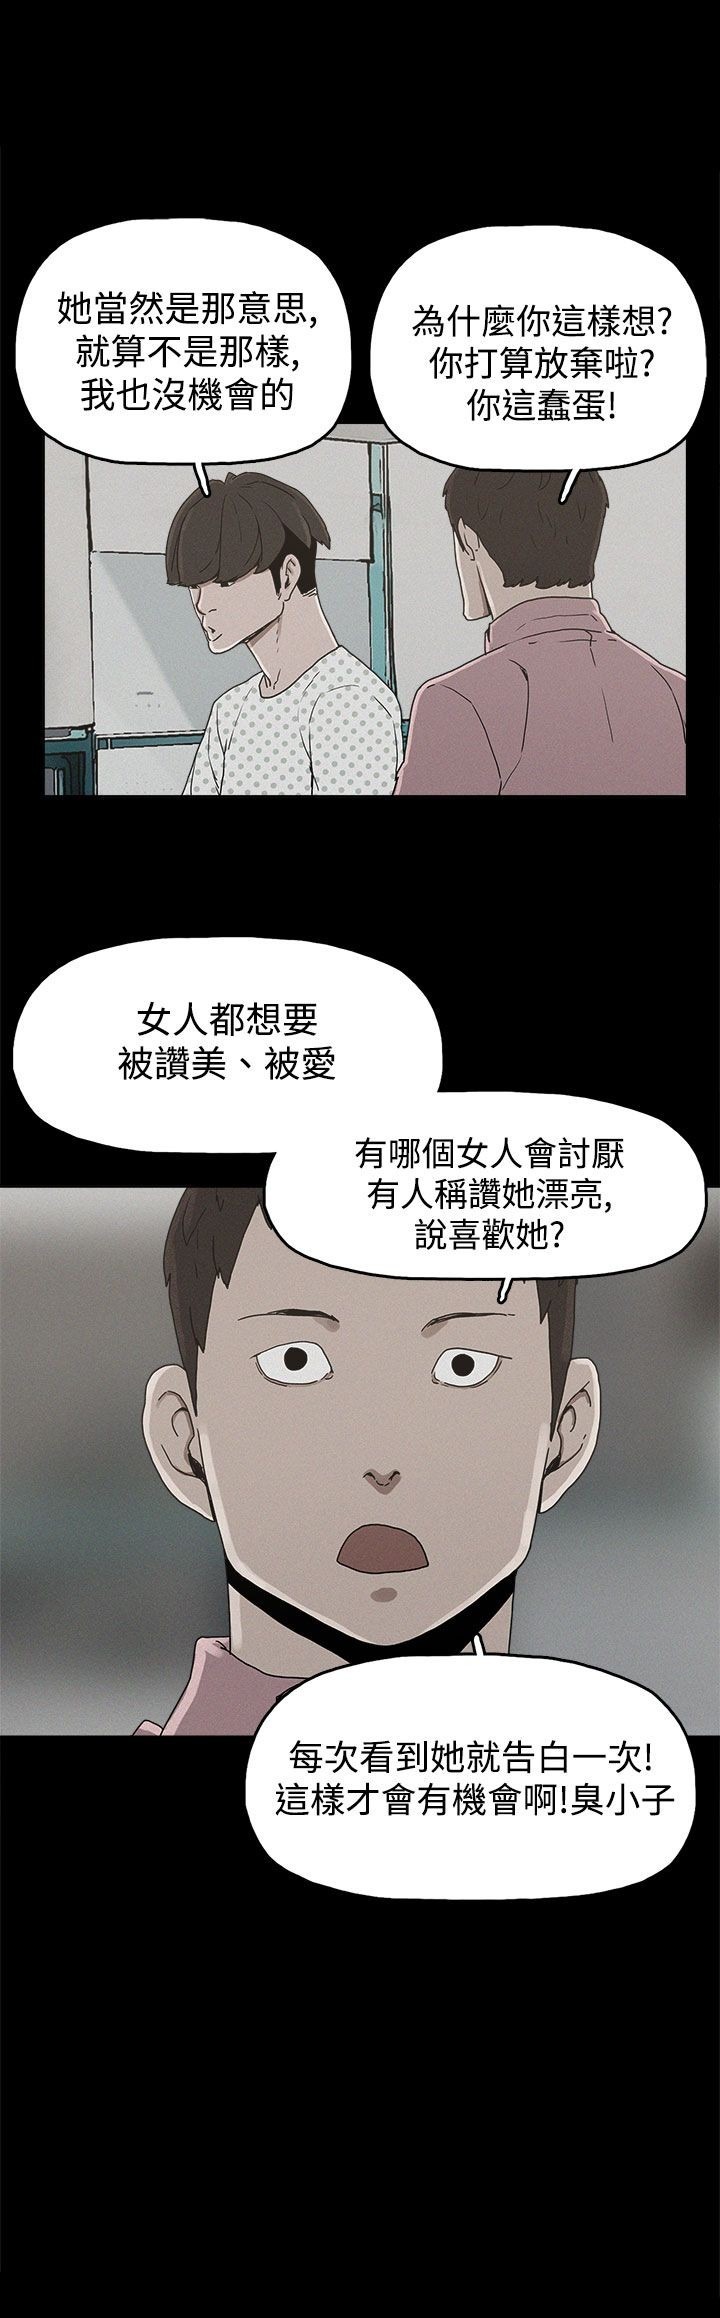 她當然是那意思,
就算不是那樣,
我也沒機會的
為什麼你這樣想?
你打算放棄啦?
你這蠢蛋!
女人都想要
被讚美、被愛
有哪個女人會討厭
有人稱讚她漂亮,
說喜歡她?
每次看到她就告白一次!
這樣才會有機會啊!臭小子